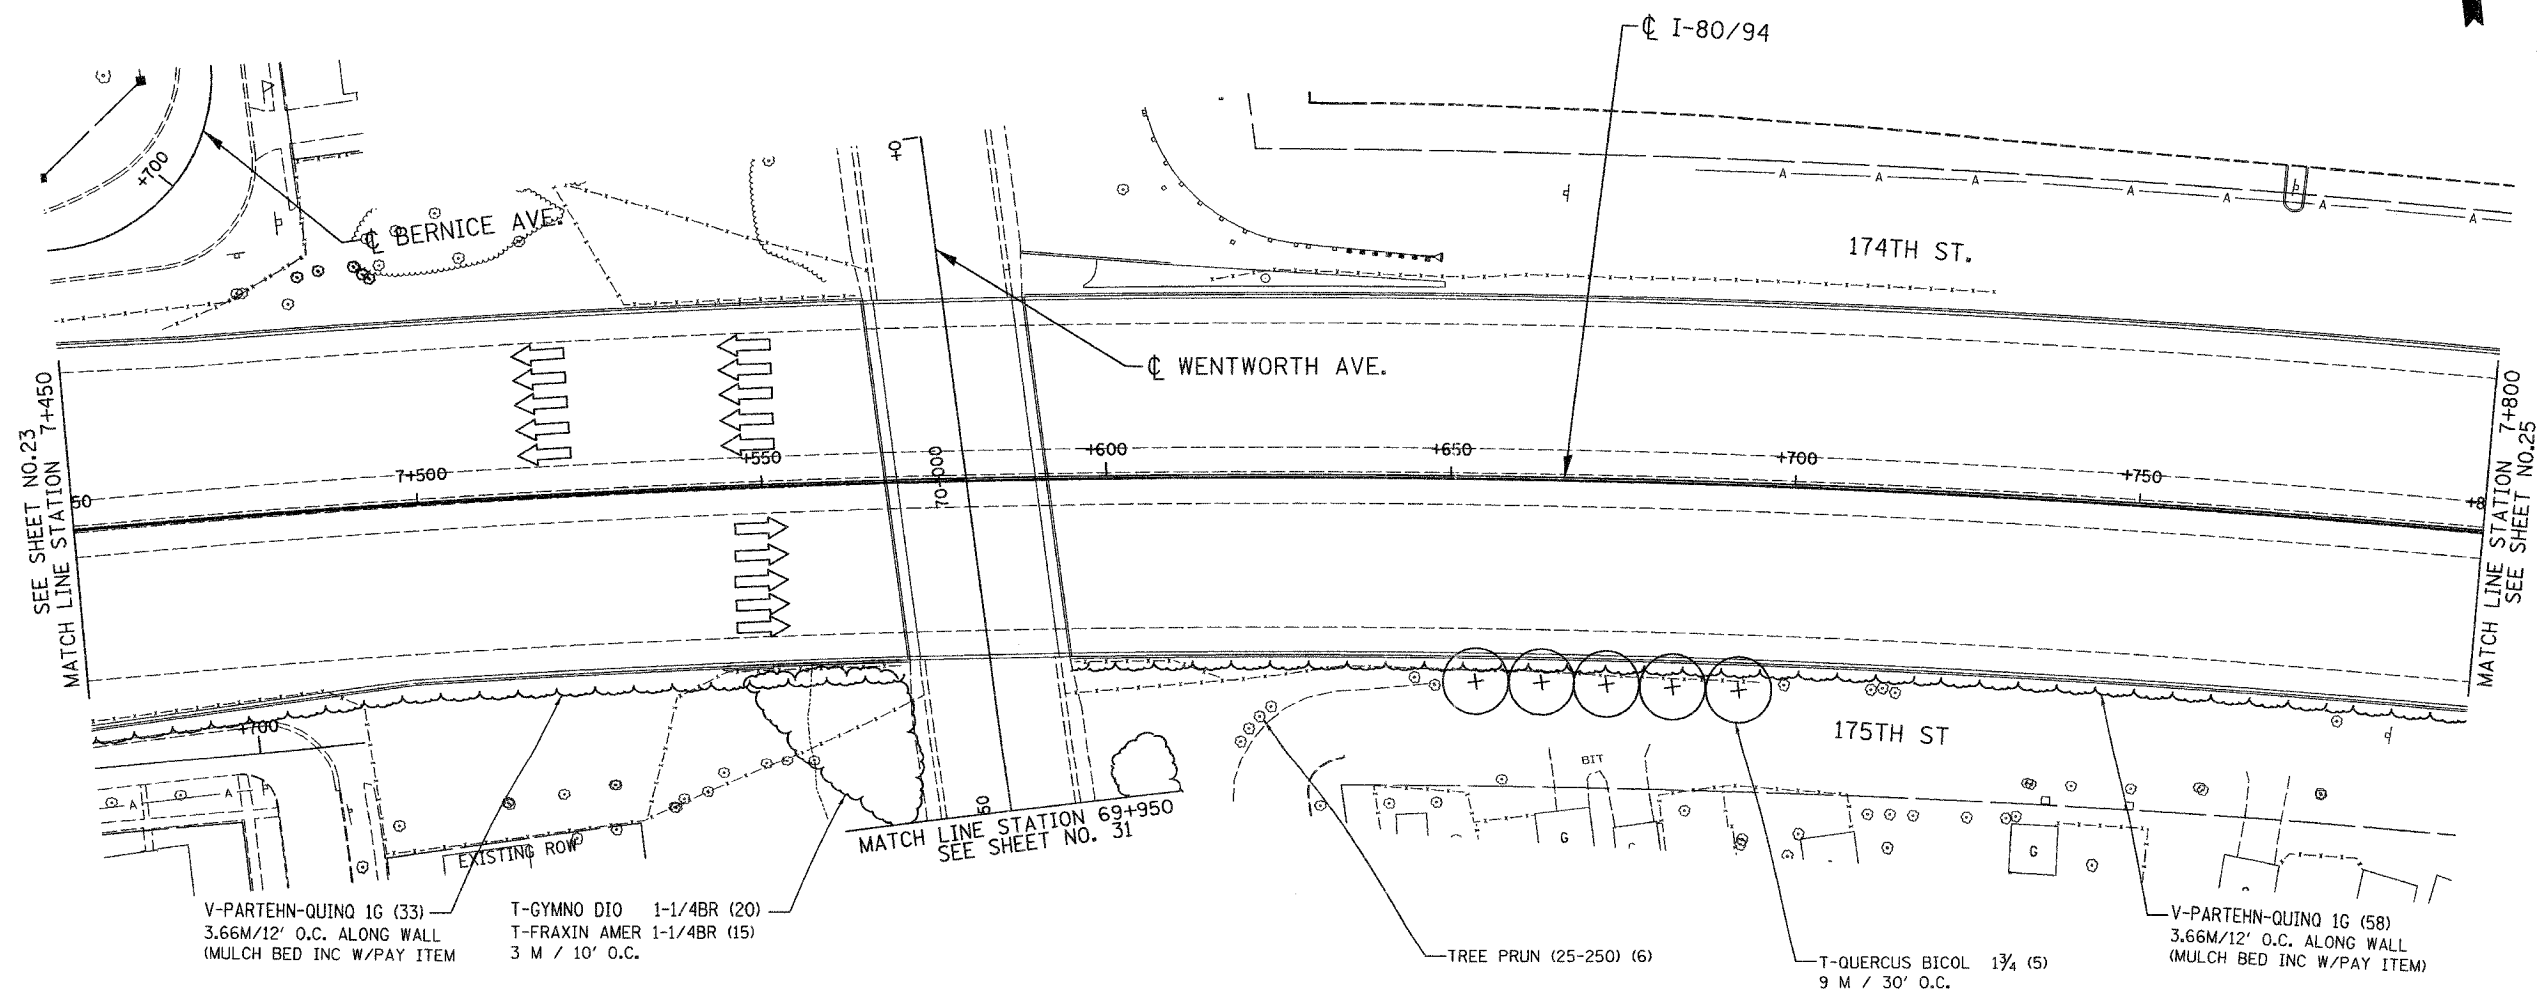 ℄ I-80/94
+700
℄ BERNICE AVE.
A A A A A A A
174TH ST.
℄ WENTWORTH AVE.
SEE SHEET NO.23
MATCH LINE STATION 7+450
50
7+500
+550
70+000
+600
+650
+700
+750
+8
MATCH LINE STATION 7+800
SEE SHEET NO.25
+700
175TH ST
BIT
A A
50
MATCH LINE STATION 69+950
SEE SHEET NO. 31
EXISTING ROW
G
G
V-PARTEHN-QUINQ 1G (33)
3.66M/12' O.C. ALONG WALL
(MULCH BED INC W/PAY ITEM
T-GYMNO DIO 1-1/4BR (20)
T-FRAXIN AMER 1-1/4BR (15)
3 M / 10' O.C.
TREE PRUN (25-250) (6)
T-QUERCUS BICOL 1¾ (5)
9 M / 30' O.C.
V-PARTEHN-QUINQ 1G (58)
3.66M/12' O.C. ALONG WALL
(MULCH BED INC W/PAY ITEM)